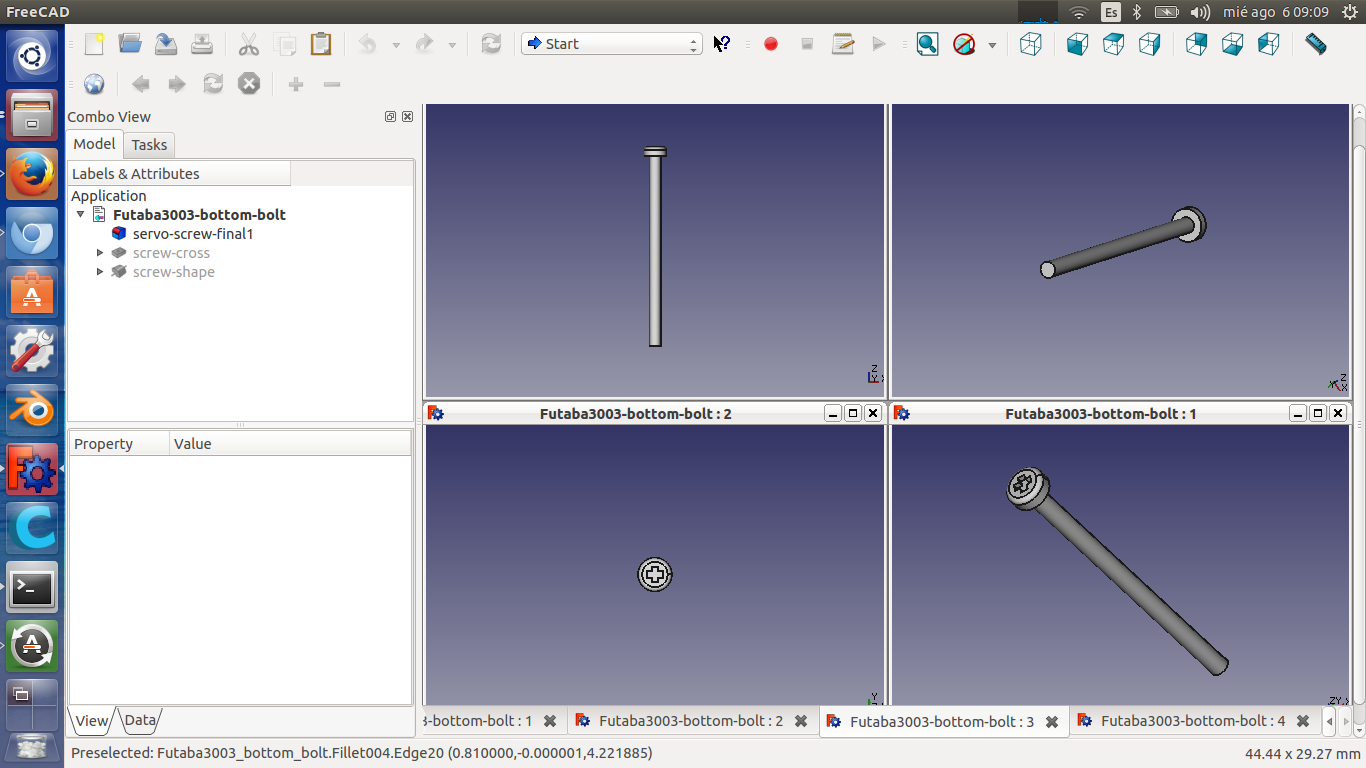 FreeCAD
Es
mié ago 6 09:09
Start
Combo View
Model
Tasks
Labels & Attributes
Application
Futaba3003-bottom-bolt
servo-screw-final1
screw-cross
screw-shape
Property
Value
View
Data
Z
Y
X
Z
X
Futaba3003-bottom-bolt : 2
Futaba3003-bottom-bolt : 1
Y
ZY
3-bottom-bolt : 1
Futaba3003-bottom-bolt : 2
Futaba3003-bottom-bolt : 3
Futaba3003-bottom-bolt : 4
Preselected: Futaba3003_bottom_bolt.Fillet004.Edge20 (0.810000,-0.000001,4.221885)
44.44 x 29.27 mm